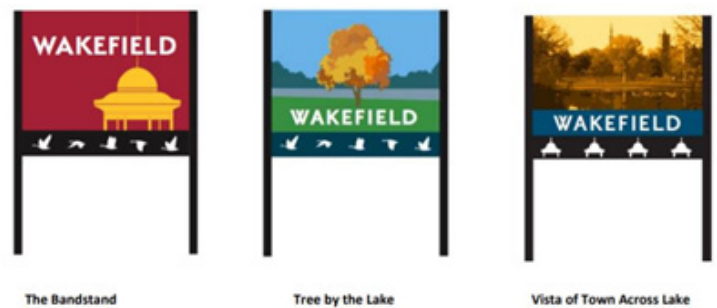 WAKEFIELD
The Bandstand
WAKEFIELD
Tree by the Lake
WAKEFIELD
Vista of Town Across Lake